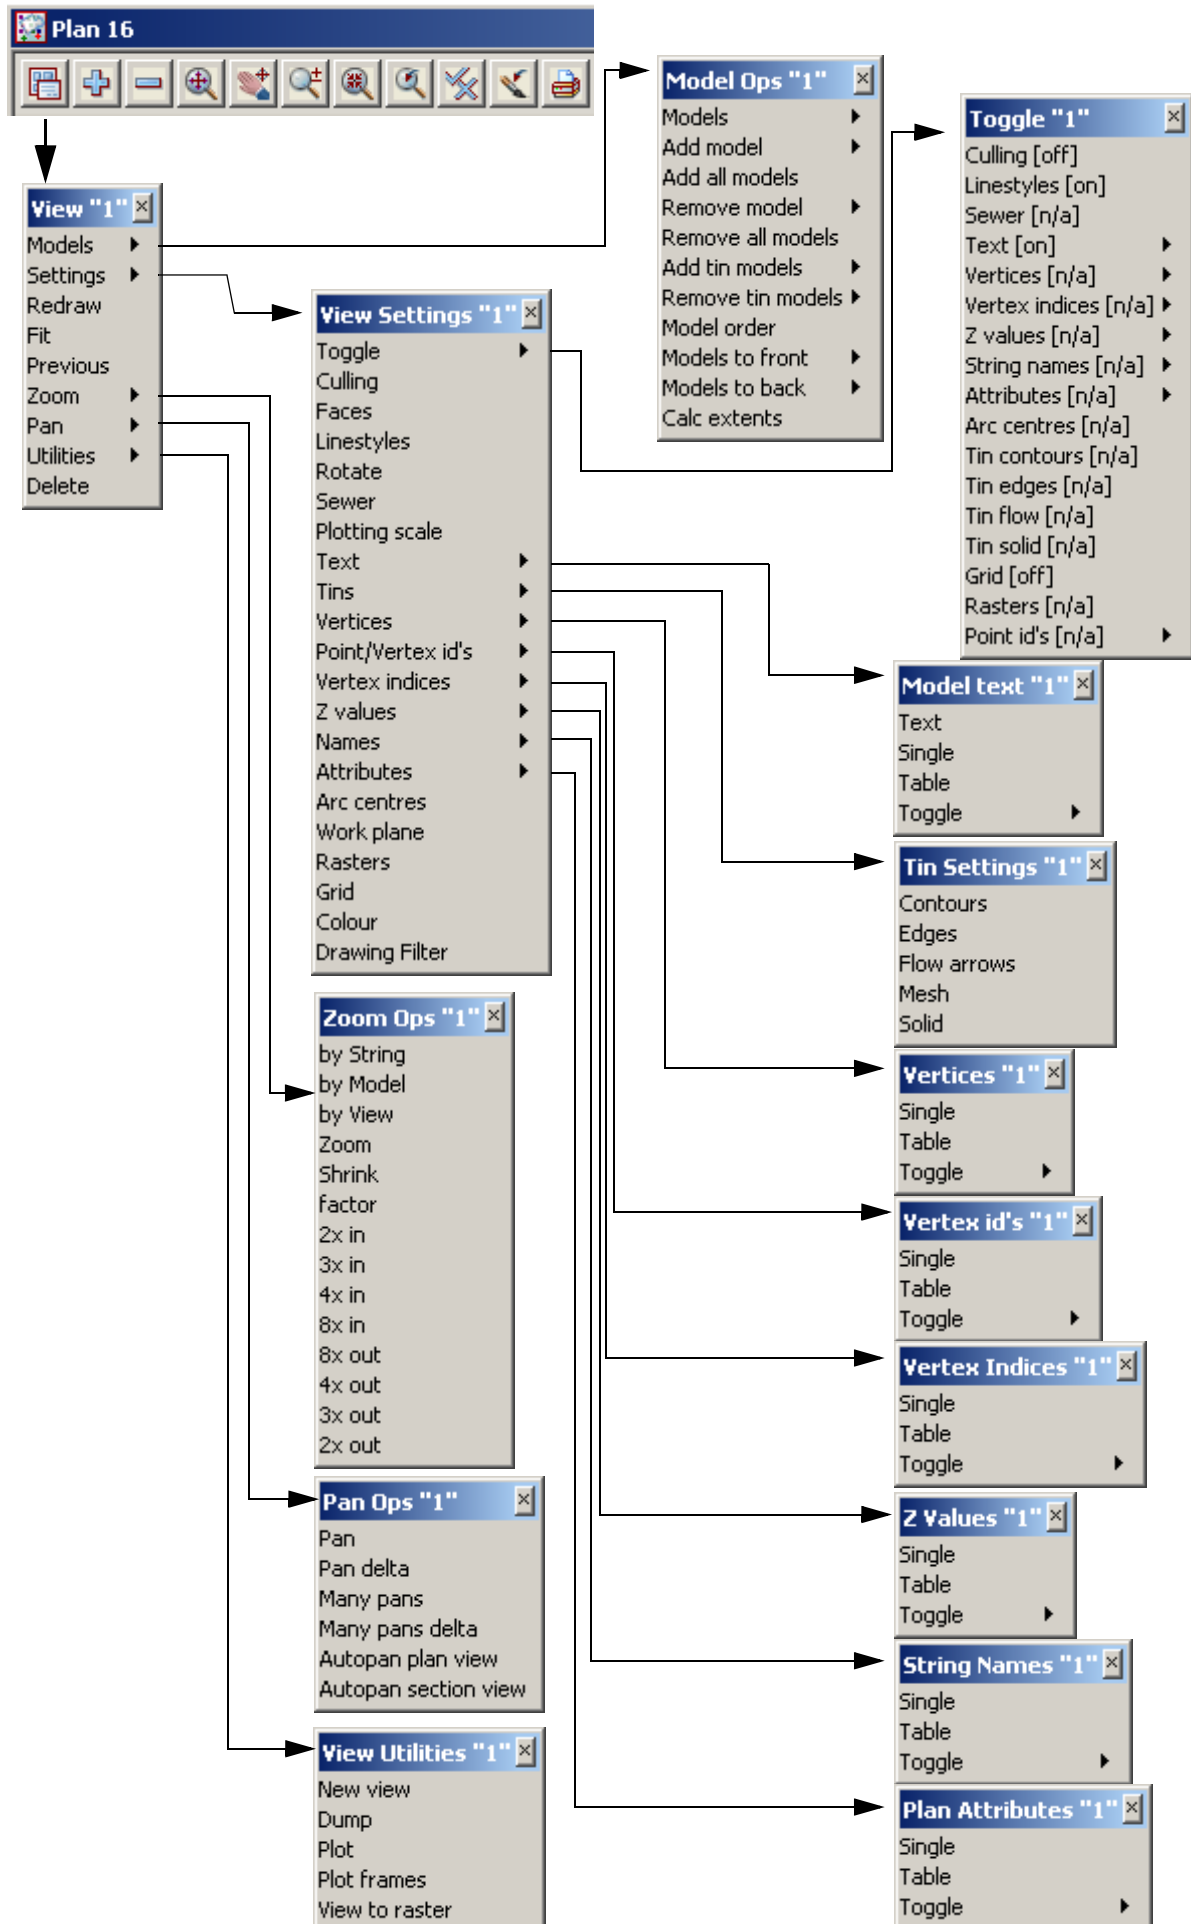 Plan 16
View "1"
Models
Settings
Redraw
Fit
Previous
Zoom
Pan
Utilities
Delete
Model Ops "1"
Models
Add model
Add all models
Remove model
Remove all models
Add tin models
Remove tin models
Model order
Models to front
Models to back
Calc extents
Toggle "1"
Culling [off]
Linestyles [on]
Sewer [n/a]
Text [on]
Vertices [n/a]
Vertex indices [n/a]
Z values [n/a]
String names [n/a]
Attributes [n/a]
Arc centres [n/a]
Tin contours [n/a]
Tin edges [n/a]
Tin flow [n/a]
Tin solid [n/a]
Grid [off]
Rasters [n/a]
Point id's [n/a]
View Settings "1"
Toggle
Culling
Faces
Linestyles
Rotate
Sewer
Plotting scale
Text
Tins
Vertices
Point/Vertex id's
Vertex indices
Z values
Names
Attributes
Arc centres
Work plane
Rasters
Grid
Colour
Drawing Filter
Model text "1"
Text
Single
Table
Toggle
Tin Settings "1"
Contours
Edges
Flow arrows
Mesh
Solid
Zoom Ops "1"
by String
by Model
by View
Zoom
Shrink
factor
2x in
3x in
4x in
8x in
8x out
4x out
3x out
2x out
Vertices "1"
Single
Table
Toggle
Vertex id's "1"
Single
Table
Toggle
Vertex Indices "1"
Single
Table
Toggle
Pan Ops "1"
Pan
Pan delta
Many pans
Many pans delta
Autopan plan view
Autopan section view
Z Values "1"
Single
Table
Toggle
String Names "1"
Single
Table
Toggle
View Utilities "1"
New view
Dump
Plot
Plot frames
View to raster
Plan Attributes "1"
Single
Table
Toggle